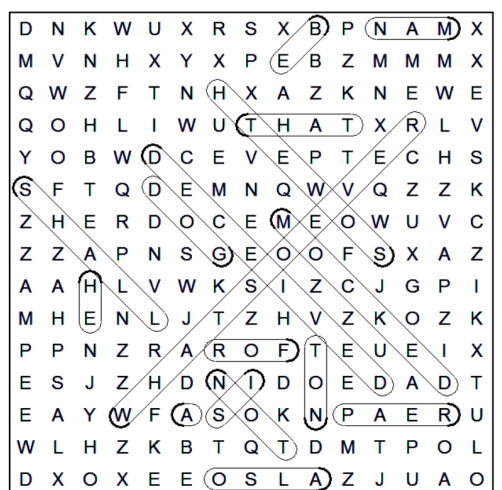 D N K W U X R S X B P N A M X
M V N H X Y X P E B Z M M M X
Q W Z F T N H X A Z K N E W E
Q O H L I W U T H A T X R L V
Y O B W D C E V E P T E C H S
S F T Q D E M N Q W V Q Z Z K
Z H E R D O C E M E O W U V C
Z Z A P N S G E O O F S X A Z
A A H L V W K S I Z C J G P I
M H E N L J T Z H V Z K O Z K
P P N Z R A R O F T E U E I X
E S J Z H D N I D O E D A D T
E A Y W F A S O K N P A E R U
W L H Z K B T Q T D M T P O L
D X O X E E O S L A Z J U A O